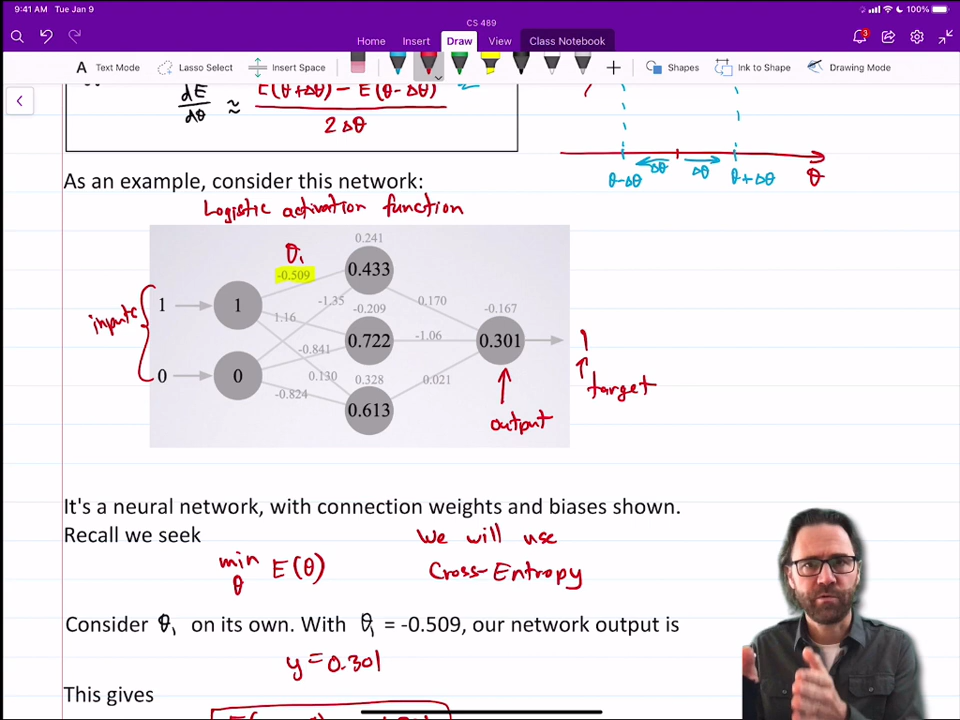 9:41 AM Tue Jan 9
100%
CS 489
Home Insert Draw View Class Notebook
3
A Text Mode Lasso Select Insert Space Shapes Ink to Shape Drawing Mode
dE/dθ ≈ E(θ+Δθ) - E(θ-Δθ) / 2Δθ
θ-Δθ Δθ Δθ θ+Δθ θ
As an example, consider this network:
Logistic activation function
inputs
1
0
1
0
θ₁
-0.509
-1.35
1.16
-0.841
0.130
-0.824
0.241
0.433
-0.209
0.722
0.328
0.613
0.170
-1.06
0.021
-0.167
0.301
output
1
target
It's a neural network, with connection weights and biases shown.
Recall we seek
min θ E(θ)
We will use
Cross-Entropy
Consider θ₁ on its own. With θ₁ = -0.509, our network output is
y = 0.301
This gives